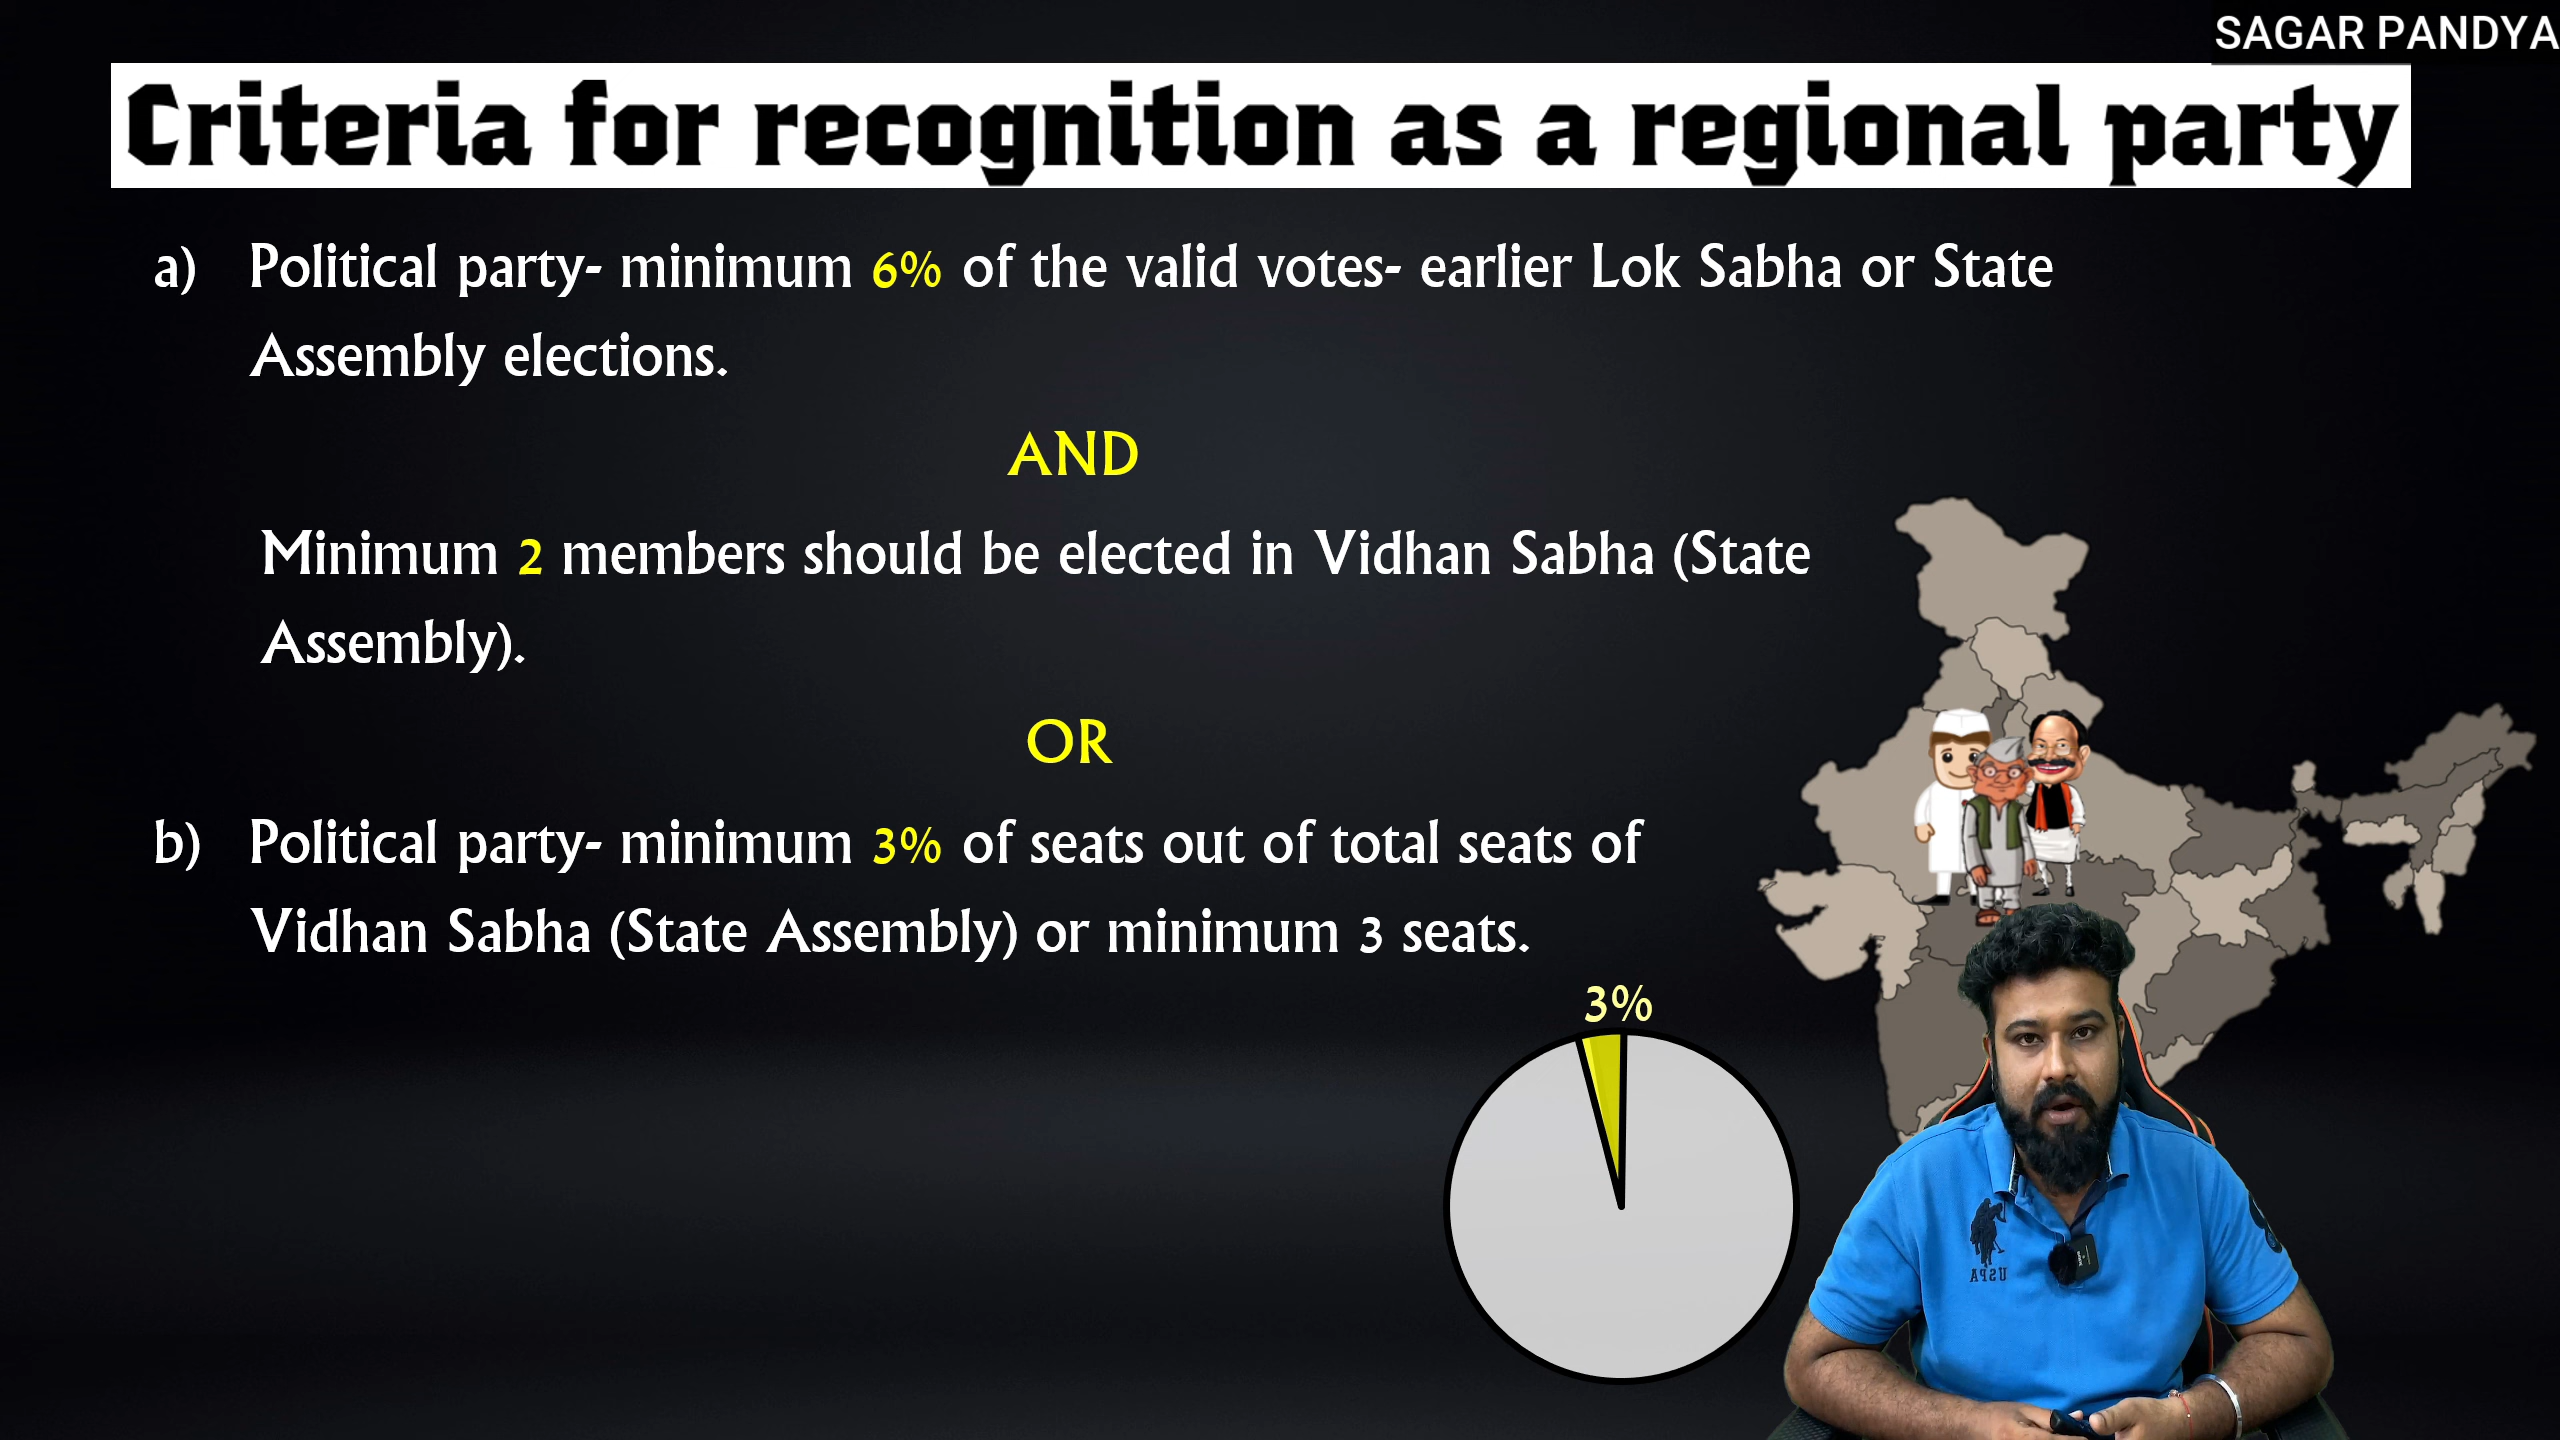 SAGAR PANDYA
Criteria for recognition as a regional party
a) Political party- minimum 6% of the valid votes- earlier Lok Sabha or State
Assembly elections.
AND
Minimum 2 members should be elected in Vidhan Sabha (State
Assembly).
OR
b) Political party- minimum 3% of seats out of total seats of
Vidhan Sabha (State Assembly) or minimum 3 seats.
3%
USPA